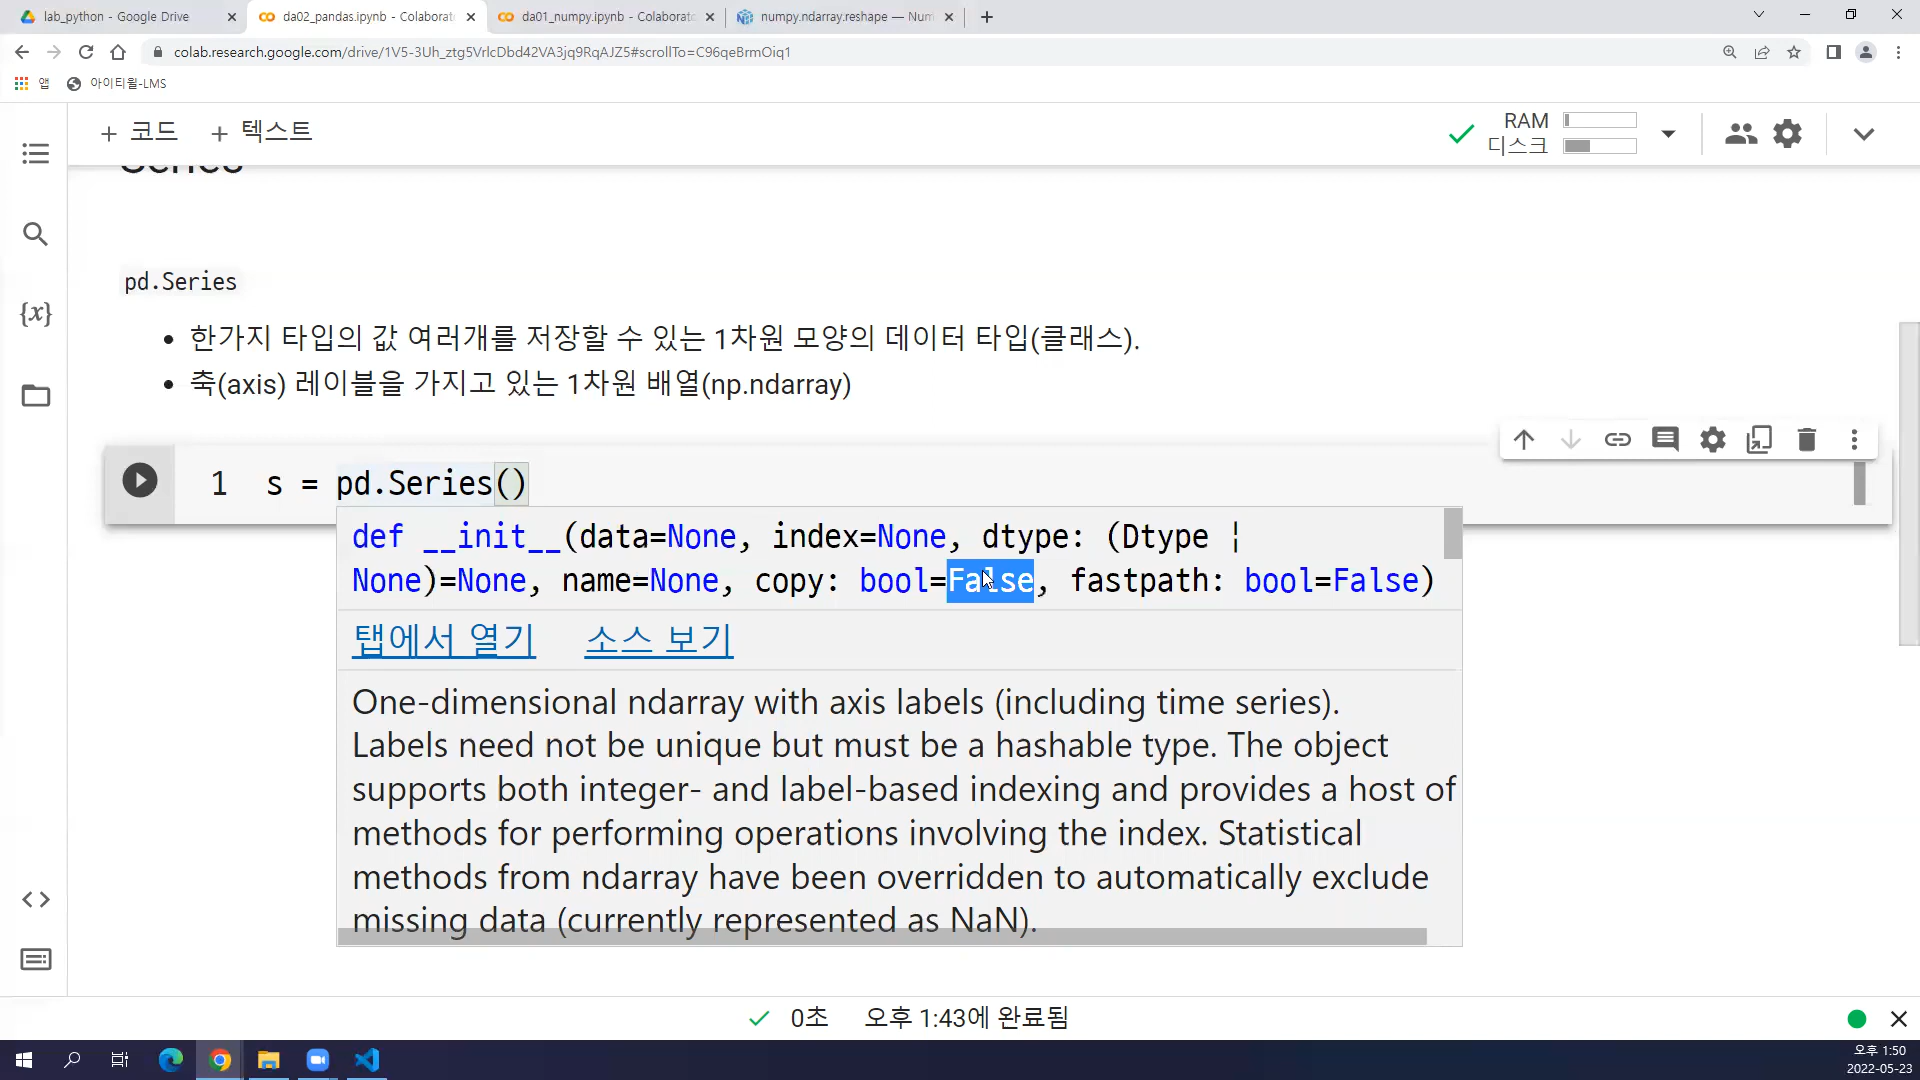 lab_python - Google Drive
da02_pandas.ipynb - Colaborat
da01_numpy.ipynb - Colaborato
numpy.ndarray.reshape — Num
colab.research.google.com/drive/1V5-3Uh_ztg5VrlcDbd42VA3jq9RqAJZ5#scrollTo=C96qeBrmOiq1
앱
아이티윌-LMS
+ 코드
+ 텍스트
RAM
디스크
Series
pd.Series
• 한가지 타입의 값 여러개를 저장할 수 있는 1차원 모양의 데이터 타입(클래스).
• 축(axis) 레이블을 가지고 있는 1차원 배열(np.ndarray)
1 s = pd.Series()
def __init__(data=None, index=None, dtype: (Dtype ¦
None)=None, name=None, copy: bool=False, fastpath: bool=False)
탭에서 열기 소스 보기
One-dimensional ndarray with axis labels (including time series).
Labels need not be unique but must be a hashable type. The object
supports both integer- and label-based indexing and provides a host of
methods for performing operations involving the index. Statistical
methods from ndarray have been overridden to automatically exclude
missing data (currently represented as NaN).
{x}
0초 오후 1:43에 완료됨
오후 1:50
2022-05-23